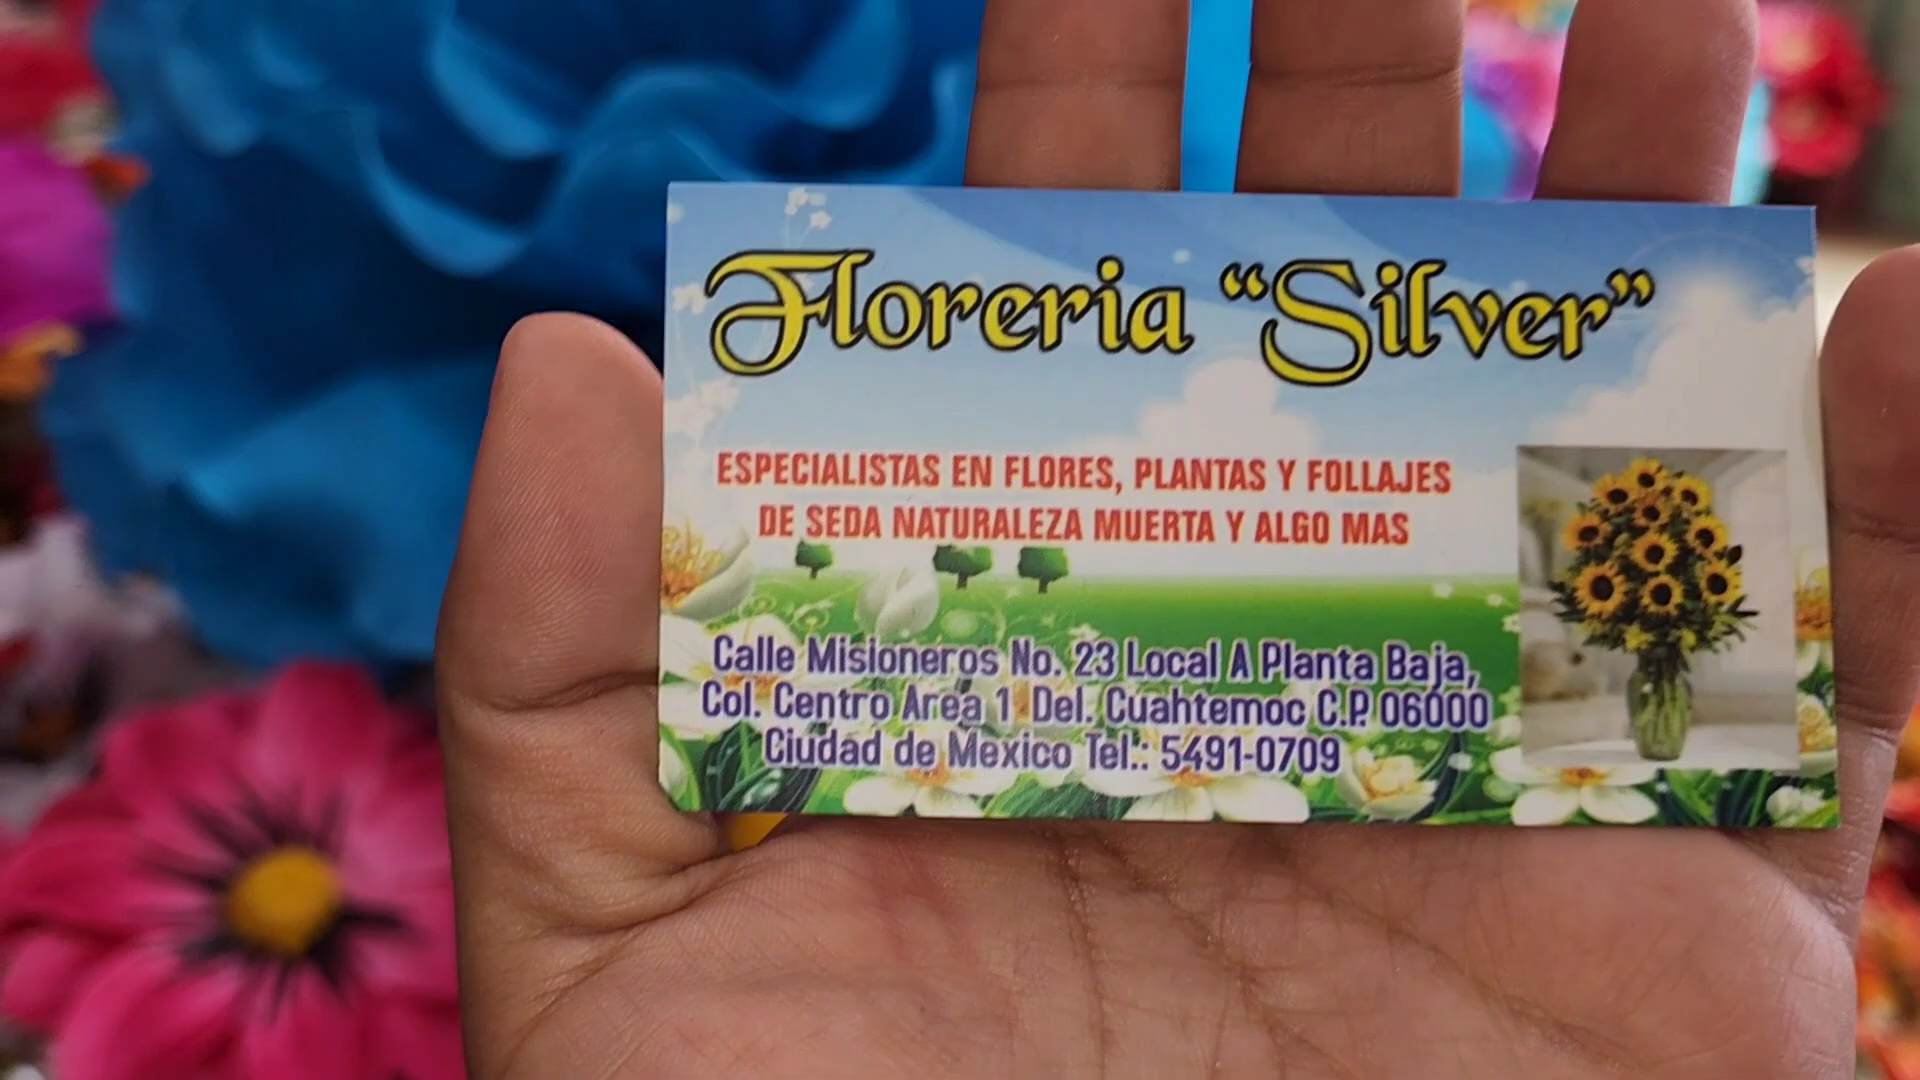 Floreria “Silver”
ESPECIALISTAS EN FLORES, PLANTAS Y FOLLAJES
DE SEDA NATURALEZA MUERTA Y ALGO MAS
Calle Misioneros No. 23 Local A Planta Baja,
Col. Centro Area 1 Del. Cuahtemoc C.P. 06000
Ciudad de Mexico Tel.: 5491-0709